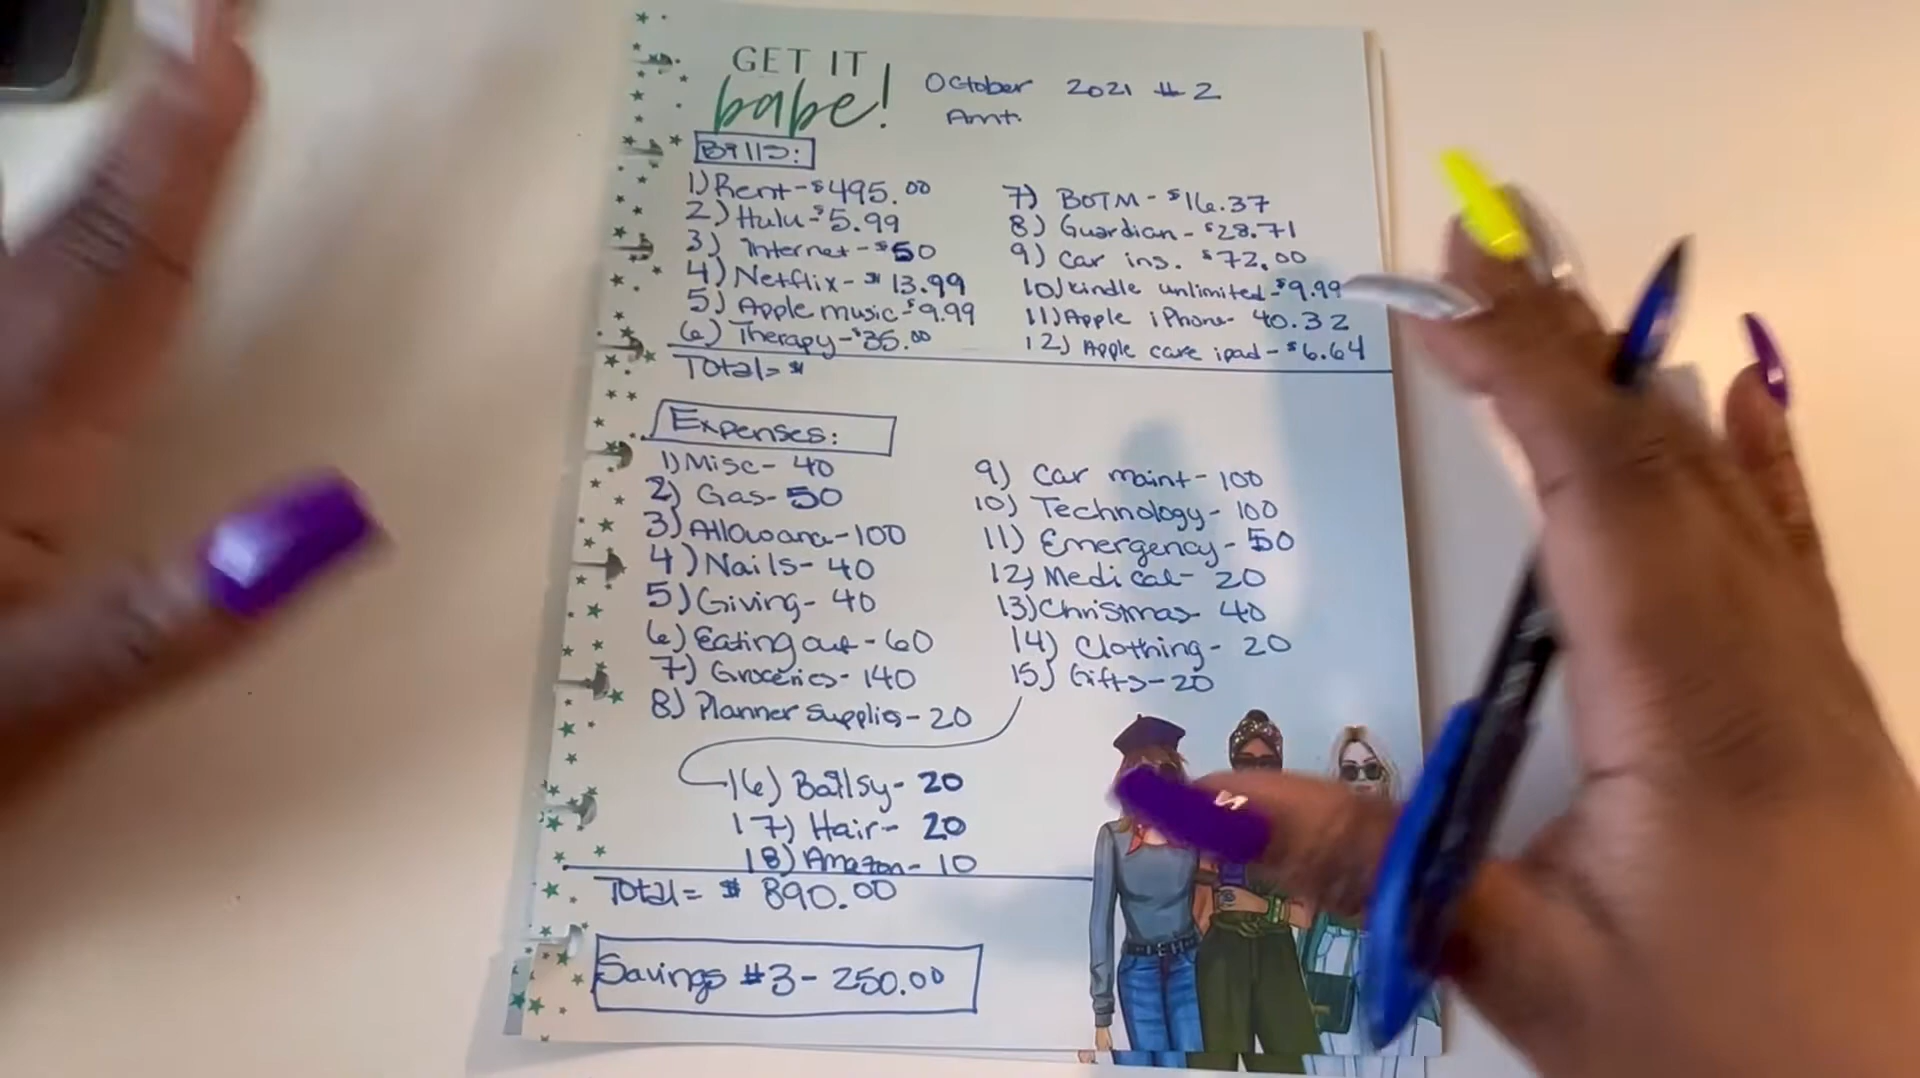 GET IT
babe!
October 2021 #2
Amt.
Bills:
1) Rent - $495.00
2) Hulu - $5.99
3) Internet - $50
4) Netflix - $13.99
5) Apple music - $9.99
6) Therapy - $35.00
7) BOTM - $16.37
8) Guardian - $28.71
9) Car ins. $72.00
10) Kindle unlimited - $9.99
11) Apple iPhone - 40.32
12) Apple care ipad - $6.64
Total = $
Expenses:
1) Misc - 40
2) Gas - 50
3) Allowance - 100
4) Nails - 40
5) Giving - 40
6) Eating out - 60
7) Groceries - 140
8) Planner Supplies - 20
9) Car maint - 100
10) Technology - 100
11) Emergency - 50
12) Medical - 20
13) Christmas - 40
14) Clothing - 20
15) Gifts - 20
16) Bailsy - 20
17) Hair - 20
18) Amazon - 10
Total = $ 890.00
Savings #3 - 250.00